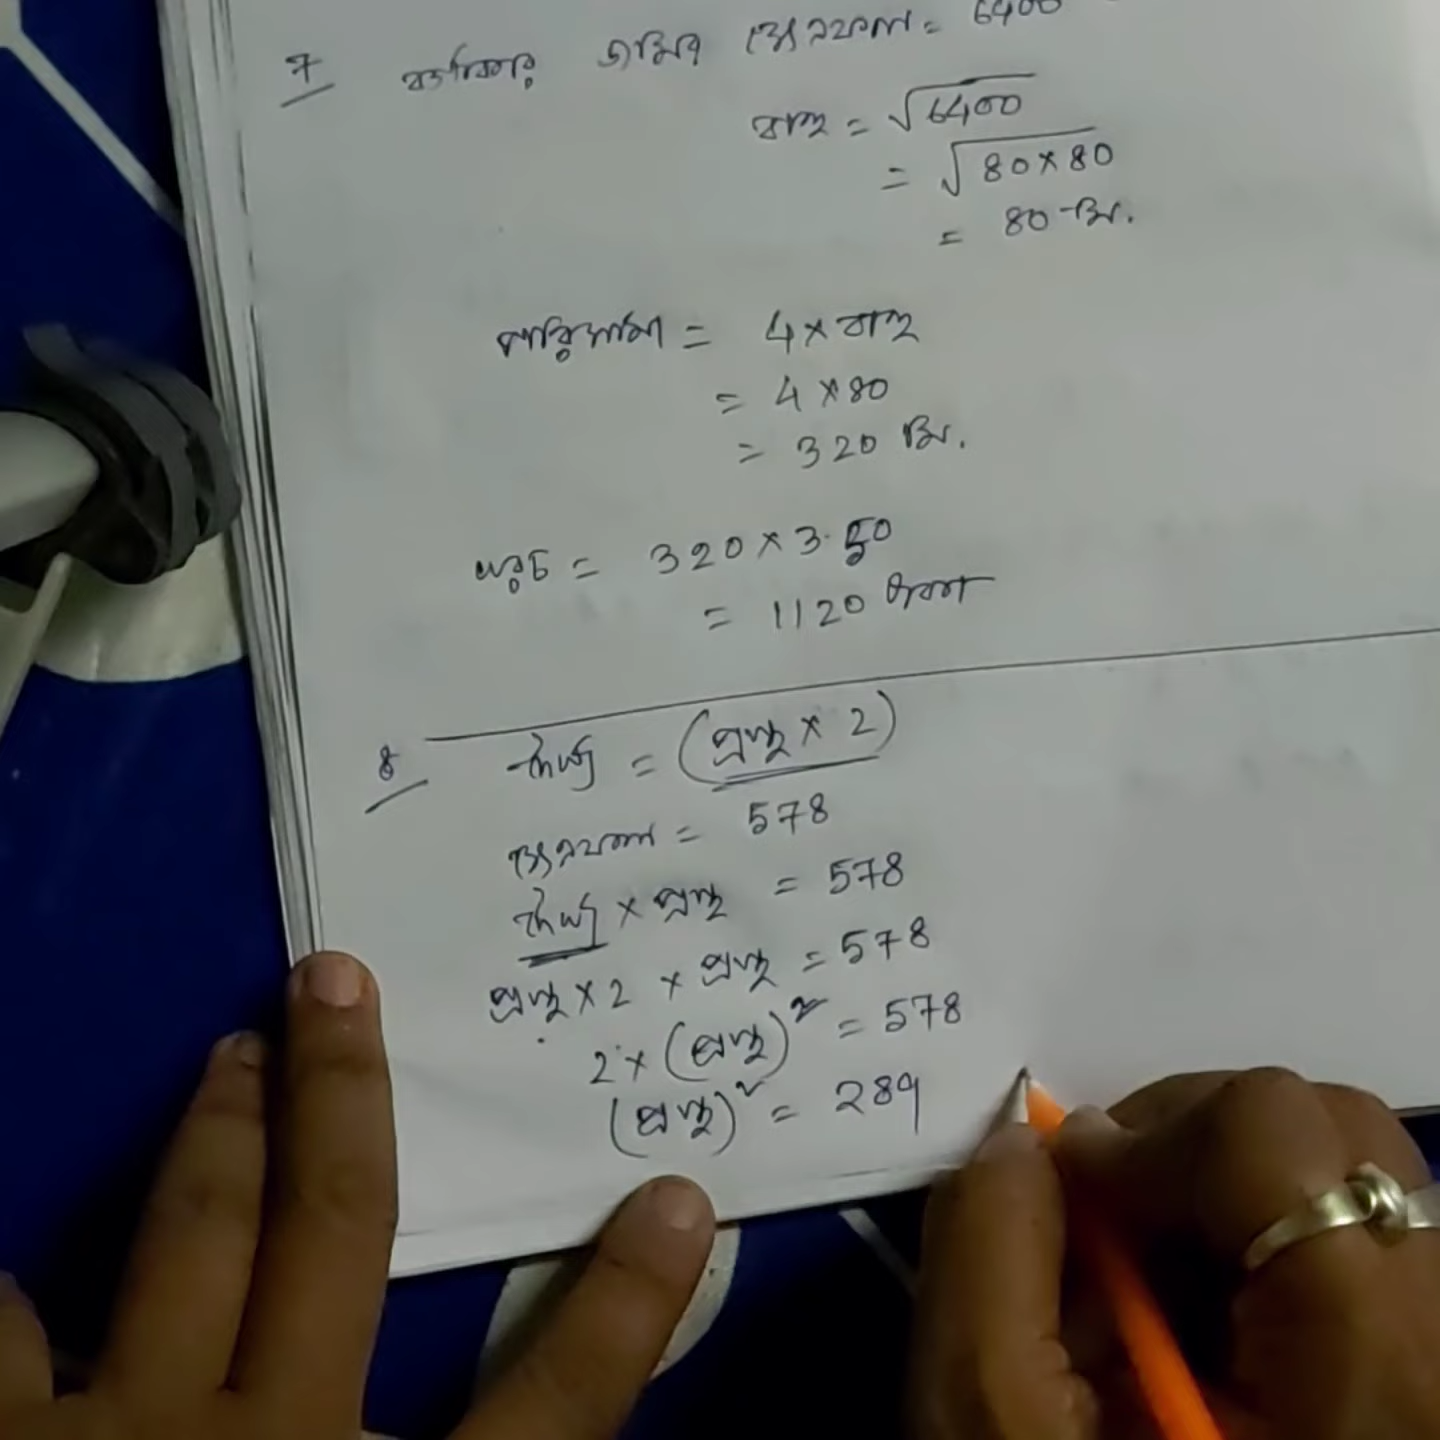 7 বর্গাকার জমির ক্ষেত্রফল = 6400
বাহু = √6400
= √80×80
= 80 মি.
পরিসীমা = 4 × বাহু
= 4 × 80
= 320 মি.
খরচ = 320 × 3.50
= 1120 টাকা
8 দৈর্ঘ্য = (প্রস্থ × 2)
ক্ষেত্রফল = 578
দৈর্ঘ্য × প্রস্থ = 578
প্রস্থ × 2 × প্রস্থ = 578
2 × (প্রস্থ)² = 578
(প্রস্থ)² = 289